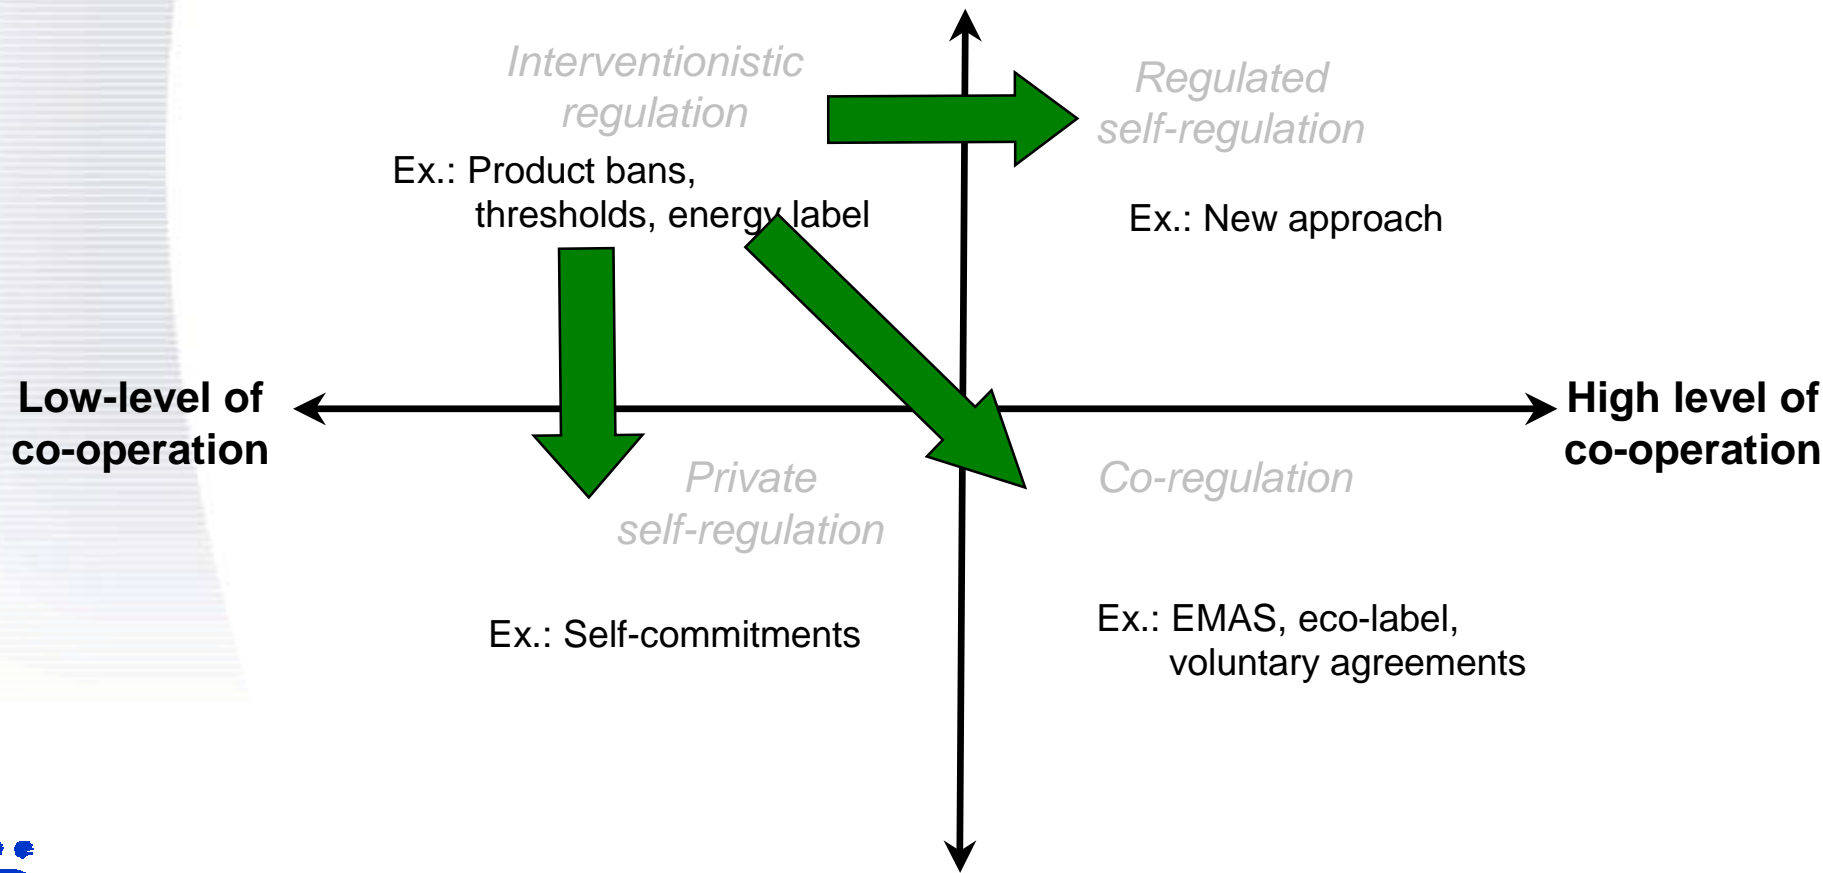 Interventionistic
regulation
Regulated
self-regulation
Ex.: Product bans,
thresholds, energy label
Ex.: New approach
Low-level of
co-operation
High level of
co-operation
Private
self-regulation
Co-regulation
Ex.: Self-commitments
Ex.: EMAS, eco-label,
voluntary agreements